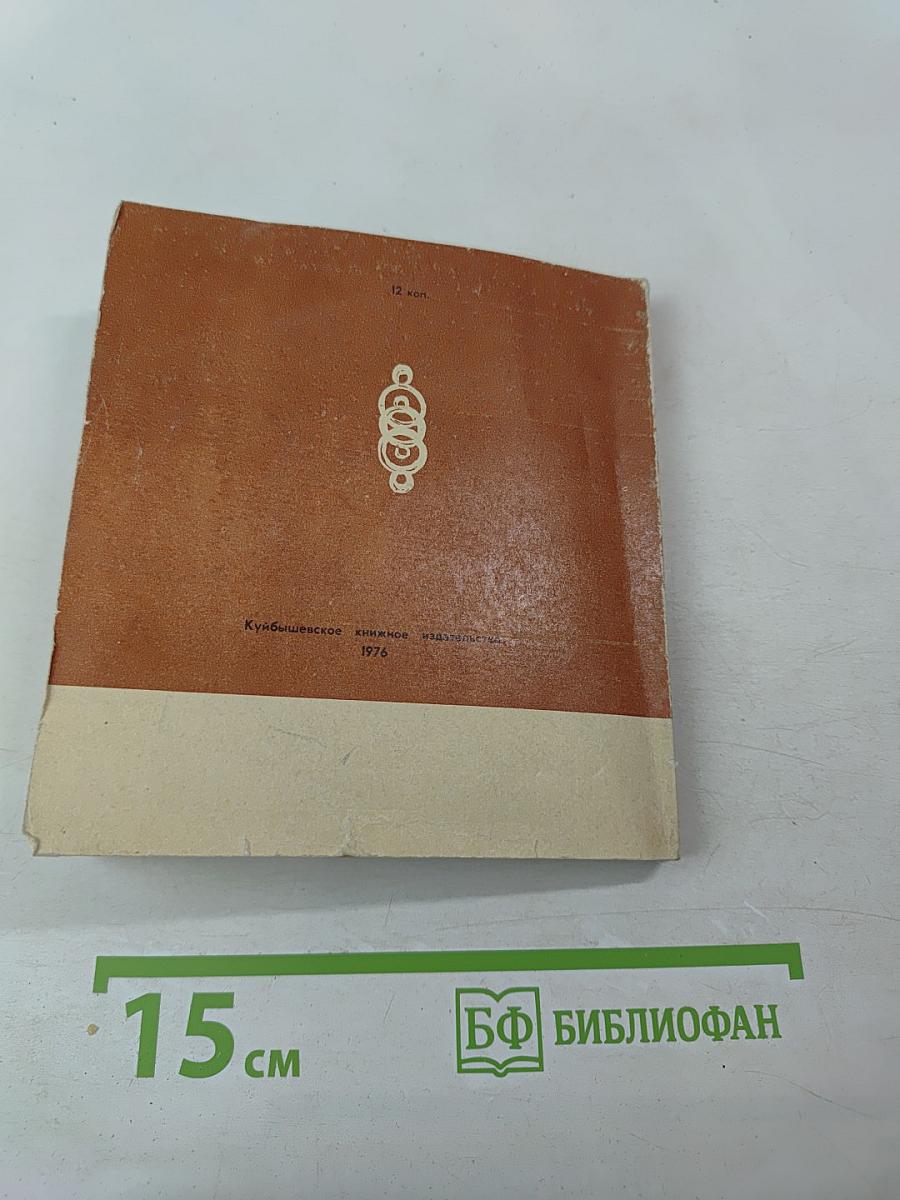 12 коп.
Куйбышевское книжное издательство
1976
15 см
БФ БИБЛИОФАН